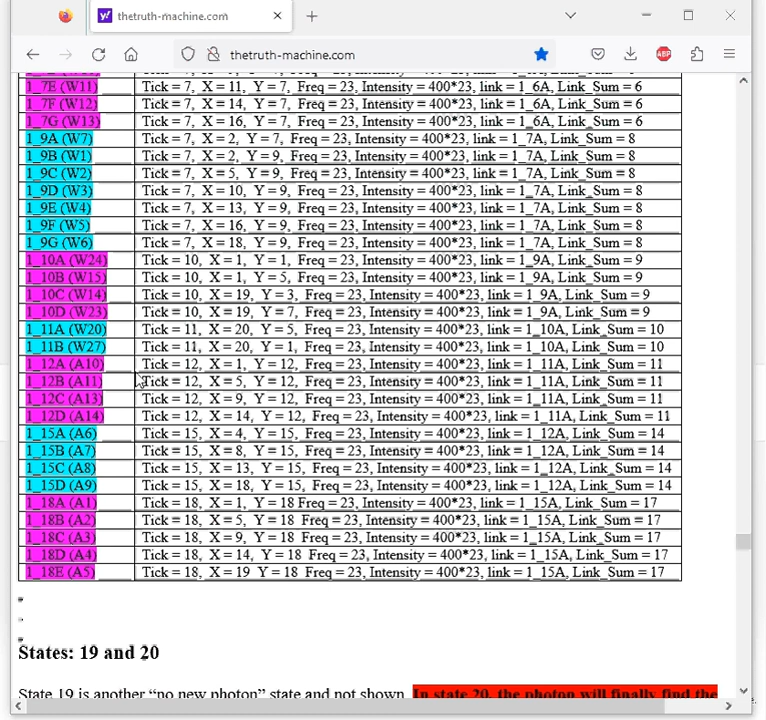 thetruth-machine.com
thetruth-machine.com
ABP
1_7E (W11) Tick = 7, X = 11, Y = 7, Freq = 23, Intensity = 400*23, link = 1_6A, Link_Sum = 6
1_7F (W12) Tick = 7, X = 14, Y = 7, Freq = 23, Intensity = 400*23, link = 1_6A, Link_Sum = 6
1_7G (W13) Tick = 7, X = 16, Y = 7, Freq = 23, Intensity = 400*23, link = 1_6A, Link_Sum = 6
1_9A (W7) Tick = 7, X = 2, Y = 7, Freq = 23, Intensity = 400*23, link = 1_7A, Link_Sum = 8
1_9B (W1) Tick = 7, X = 2, Y = 9, Freq = 23, Intensity = 400*23, link = 1_7A, Link_Sum = 8
1_9C (W2) Tick = 7, X = 5, Y = 9, Freq = 23, Intensity = 400*23, link = 1_7A, Link_Sum = 8
1_9D (W3) Tick = 7, X = 10, Y = 9, Freq = 23, Intensity = 400*23, link = 1_7A, Link_Sum = 8
1_9E (W4) Tick = 7, X = 13, Y = 9, Freq = 23, Intensity = 400*23, link = 1_7A, Link_Sum = 8
1_9F (W5) Tick = 7, X = 16, Y = 9, Freq = 23, Intensity = 400*23, link = 1_7A, Link_Sum = 8
1_9G (W6) Tick = 7, X = 18, Y = 9, Freq = 23, Intensity = 400*23, link = 1_7A, Link_Sum = 8
1_10A (W24) Tick = 10, X = 1, Y = 1, Freq = 23, Intensity = 400*23, link = 1_9A, Link_Sum = 9
1_10B (W15) Tick = 10, X = 1, Y = 5, Freq = 23, Intensity = 400*23, link = 1_9A, Link_Sum = 9
1_10C (W14) Tick = 10, X = 19, Y = 3, Freq = 23, Intensity = 400*23, link = 1_9A, Link_Sum = 9
1_10D (W23) Tick = 10, X = 19, Y = 7, Freq = 23, Intensity = 400*23, link = 1_9A, Link_Sum = 9
1_11A (W20) Tick = 11, X = 20, Y = 5, Freq = 23, Intensity = 400*23, link = 1_10A, Link_Sum = 10
1_11B (W27) Tick = 11, X = 20, Y = 1, Freq = 23, Intensity = 400*23, link = 1_10A, Link_Sum = 10
1_12A (A10) Tick = 12, X = 1, Y = 12, Freq = 23, Intensity = 400*23, link = 1_11A, Link_Sum = 11
1_12B (A11) Tick = 12, X = 5, Y = 12, Freq = 23, Intensity = 400*23, link = 1_11A, Link_Sum = 11
1_12C (A13) Tick = 12, X = 9, Y = 12, Freq = 23, Intensity = 400*23, link = 1_11A, Link_Sum = 11
1_12D (A14) Tick = 12, X = 14, Y = 12, Freq = 23, Intensity = 400*23, link = 1_11A, Link_Sum = 11
1_15A (A6) Tick = 15, X = 4, Y = 15, Freq = 23, Intensity = 400*23, link = 1_12A, Link_Sum = 14
1_15B (A7) Tick = 15, X = 8, Y = 15, Freq = 23, Intensity = 400*23, link = 1_12A, Link_Sum = 14
1_15C (A8) Tick = 15, X = 13, Y = 15, Freq = 23, Intensity = 400*23, link = 1_12A, Link_Sum = 14
1_15D (A9) Tick = 15, X = 18, Y = 15, Freq = 23, Intensity = 400*23, link = 1_12A, Link_Sum = 14
1_18A (A1) Tick = 18, X = 1, Y = 18 Freq = 23, Intensity = 400*23, link = 1_15A, Link_Sum = 17
1_18B (A2) Tick = 18, X = 5, Y = 18 Freq = 23, Intensity = 400*23, link = 1_15A, Link_Sum = 17
1_18C (A3) Tick = 18, X = 9, Y = 18 Freq = 23, Intensity = 400*23, link = 1_15A, Link_Sum = 17
1_18D (A4) Tick = 18, X = 14, Y = 18 Freq = 23, Intensity = 400*23, link = 1_15A, Link_Sum = 17
1_18E (A5) Tick = 18, X = 19 Y = 18 Freq = 23, Intensity = 400*23, link = 1_15A, Link_Sum = 17
States: 19 and 20
State 19 is another “no new photon” state and not shown. In state 20, the photon will finally find the